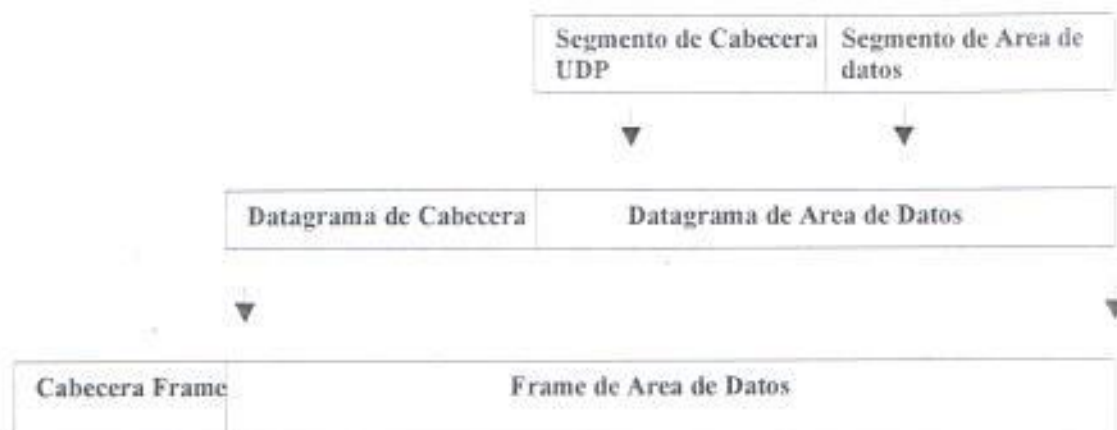 Segmento de Cabecera UDP
Segmento de Area de datos
Datagrama de Cabecera
Datagrama de Area de Datos
Cabecera Frame
Frame de Area de Datos